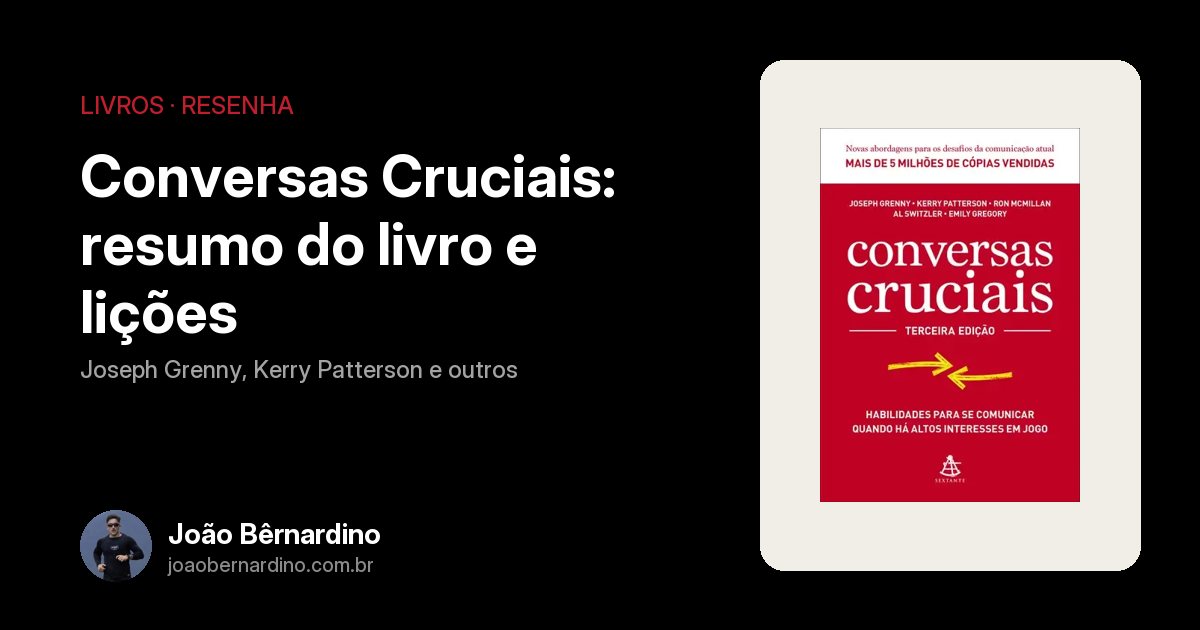 LIVROS · RESENHA
Conversas Cruciais:
resumo do livro e
lições
Joseph Grenny, Kerry Patterson e outros
João Bêrnardino
joaobernardino.com.br
Novas abordagens para os desafios da comunicação atual
MAIS DE 5 MILHÕES DE CÓPIAS VENDIDAS
JOSEPH GRENNY • KERRY PATTERSON • RON MCMILLAN
AL SWITZLER • EMILY GREGORY
conversas
cruciais
TERCEIRA EDIÇÃO
HABILIDADES PARA SE COMUNICAR
QUANDO HÁ ALTOS INTERESSES EM JOGO
SEXTANTE